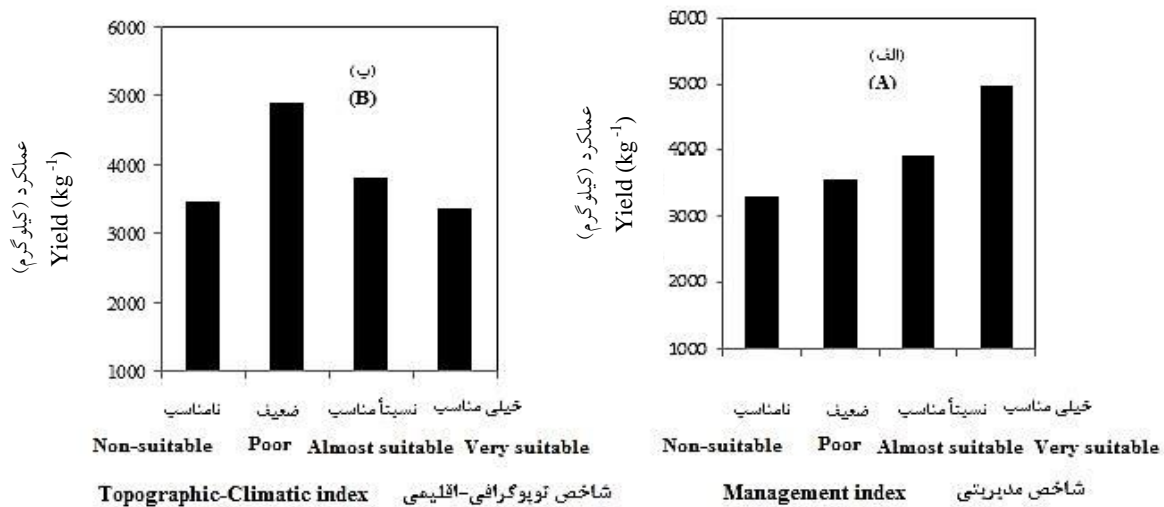 6000
5000
4000
3000
2000
1000
(ب)
(B)
عملکرد (کیلوگرم)
Yield (kg -1)
نامناسب ضعیف نسبتاً مناسب خیلی مناسب
Non-suitable Poor Almost suitable Very suitable
Topographic-Climatic index شاخص توپوگرافی-اقلیمی
6000
5000
4000
3000
2000
1000
(الف)
(A)
عملکرد (کیلوگرم)
Yield (kg -1)
نامناسب ضعیف نسبتاً مناسب خیلی مناسب
Non-suitable Poor Almost suitable Very suitable
Management index شاخص مدیریتی